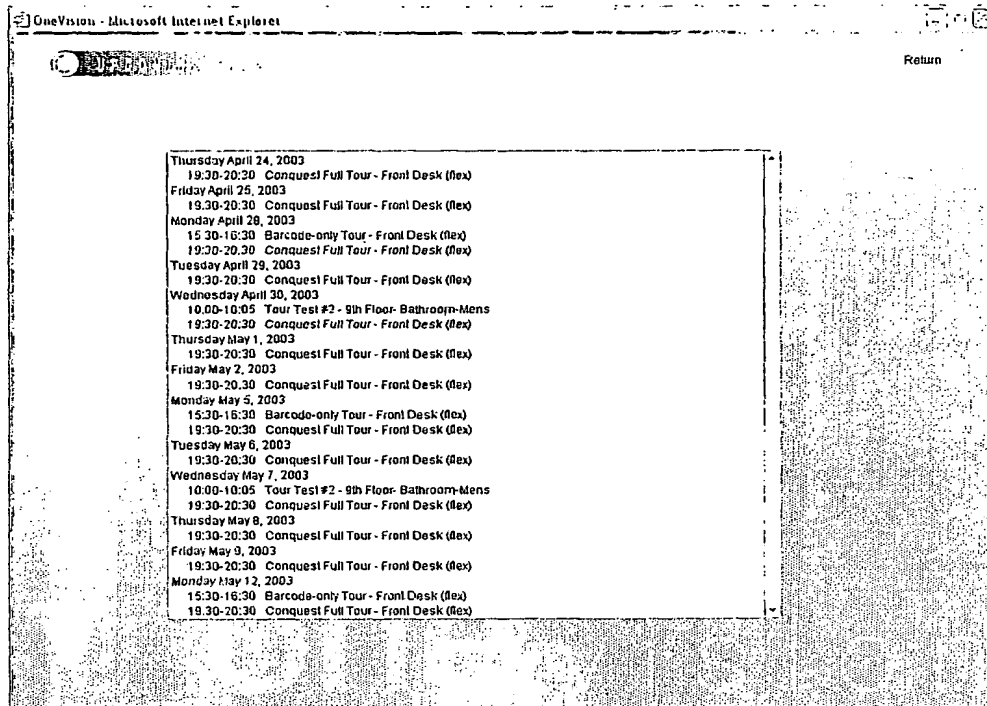 OneVision - Microsoft Internet Explorer
Return
Thursday April 24, 2003
19:30-20:30 Conquest Full Tour - Front Desk (flex)
Friday April 25, 2003
19:30-20:30 Conquest Full Tour - Front Desk (flex)
Monday April 28, 2003
15:30-16:30 Barcode-only Tour - Front Desk (flex)
19:30-20:30 Conquest Full Tour - Front Desk (flex)
Tuesday April 29, 2003
19:30-20:30 Conquest Full Tour - Front Desk (flex)
Wednesday April 30, 2003
10:00-10:05 Tour Test #2 - 9th Floor- Bathroom-Mens
19:30-20:30 Conquest Full Tour - Front Desk (flex)
Thursday May 1, 2003
19:30-20:30 Conquest Full Tour - Front Desk (flex)
Friday May 2, 2003
19:30-20:30 Conquest Full Tour - Front Desk (flex)
Monday May 5, 2003
15:30-16:30 Barcode-only Tour - Front Desk (flex)
19:30-20:30 Conquest Full Tour - Front Desk (flex)
Tuesday May 6, 2003
19:30-20:30 Conquest Full Tour - Front Desk (flex)
Wednesday May 7, 2003
10:00-10:05 Tour Test #2 - 9th Floor- Bathroom-Mens
19:30-20:30 Conquest Full Tour - Front Desk (flex)
Thursday May 8, 2003
19:30-20:30 Conquest Full Tour - Front Desk (flex)
Friday May 9, 2003
19:30-20:30 Conquest Full Tour - Front Desk (flex)
Monday May 12, 2003
15:30-16:30 Barcode-only Tour - Front Desk (flex)
19:30-20:30 Conquest Full Tour - Front Desk (flex)